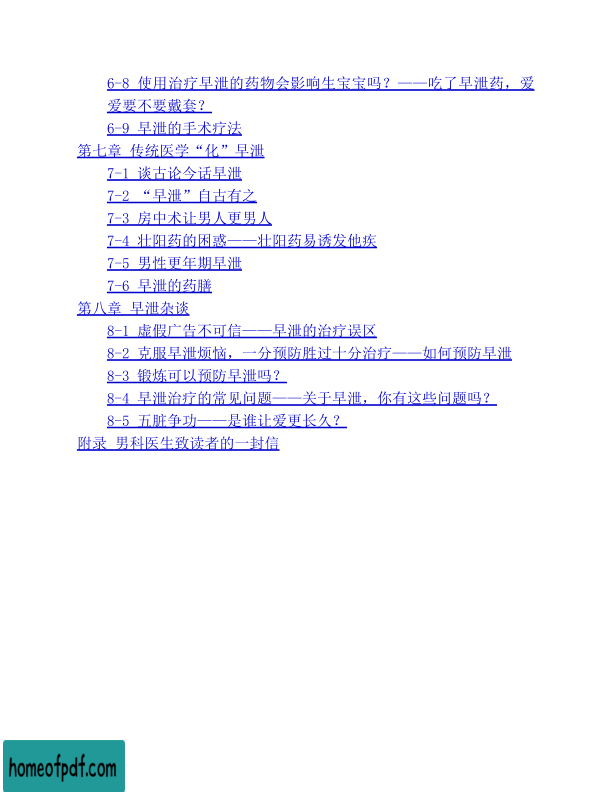 6-8 使用治疗早泄的药物会影响生宝宝吗？——吃了早泄药，爱
爱要不要戴套？
6-9 早泄的手术疗法
第七章 传统医学“化”早泄
7-1 谈古论今话早泄
7-2 “早泄”自古有之
7-3 房中术让男人更男人
7-4 壮阳药的困惑——壮阳药易诱发他疾
7-5 男性更年期早泄
7-6 早泄的药膳
第八章 早泄杂谈
8-1 虚假广告不可信——早泄的治疗误区
8-2 克服早泄烦恼，一分预防胜过十分治疗——如何预防早泄
8-3 锻炼可以预防早泄吗？
8-4 早泄治疗的常见问题——关于早泄，你有这些问题吗？
8-5 五脏争功——是谁让爱更长久？
附录 男科医生致读者的一封信
homeofpdf.com